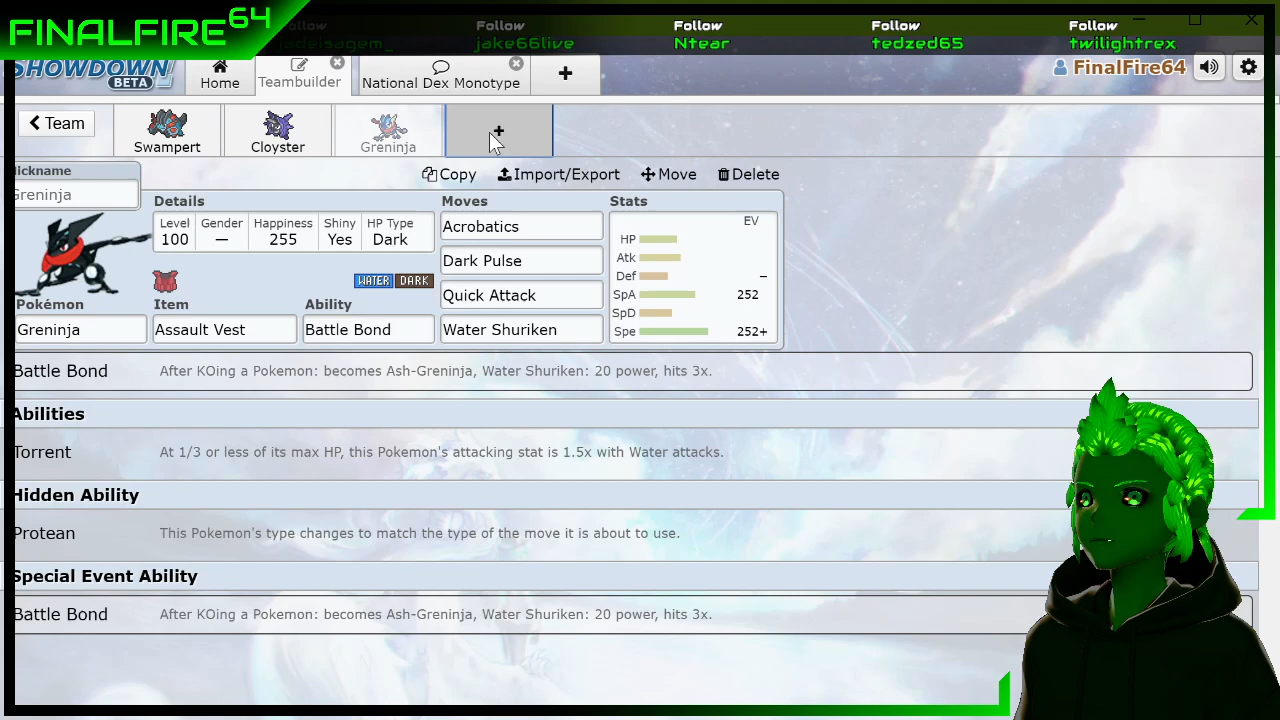 FINALFIRE64
Follow
Follow
Follow
Follow
Follow
jadeisagem_
jake66live
Ntear
tedzed65
twilightrex
SHOWDOWN
BETA
Home
Teambuilder
National Dex Monotype
FinalFire64
Team
Swampert
Cloyster
Greninja
ickname
Greninja
Copy
Import/Export
Move
Delete
Details
Moves
Stats
Level
Gender
Happiness
Shiny
HP Type
100
—
255
Yes
Dark
Acrobatics
Dark Pulse
Quick Attack
Water Shuriken
EV
HP
Atk
Def –
SpA 252
SpD
Spe 252+
WATER DARK
Pokémon
Item
Ability
Greninja
Assault Vest
Battle Bond
Battle Bond After KOing a Pokemon: becomes Ash-Greninja, Water Shuriken: 20 power, hits 3x.
Abilities
Torrent At 1/3 or less of its max HP, this Pokemon's attacking stat is 1.5x with Water attacks.
Hidden Ability
Protean This Pokemon's type changes to match the type of the move it is about to use.
Special Event Ability
Battle Bond After KOing a Pokemon: becomes Ash-Greninja, Water Shuriken: 20 power, hits 3x.